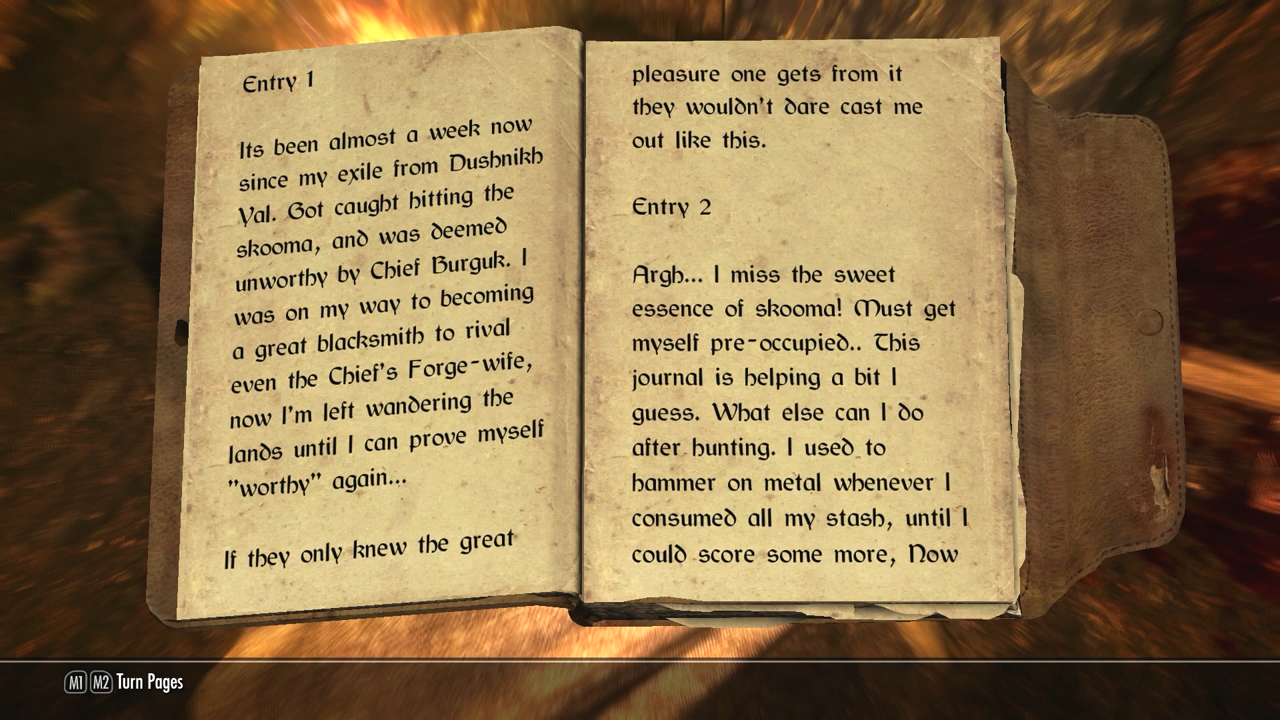 Entry 1
Its been almost a week now
since my exile from Dushnikh
Yal. Got caught hitting the
skooma, and was deemed
unworthy by Chief Burguk. I
was on my way to becoming
a great blacksmith to rival
even the Chief's Forge-wife,
now I'm left wandering the
lands until I can prove myself
"worthy" again...
If they only knew the great
pleasure one gets from it
they wouldn't dare cast me
out like this.
Entry 2
Argh... I miss the sweet
essence of skooma! Must get
myself pre-occupied.. This
journal is helping a bit I
guess. What else can I do
after hunting. I used to
hammer on metal whenever I
consumed all my stash, until I
could score some more, Now
M1 M2 Turn Pages